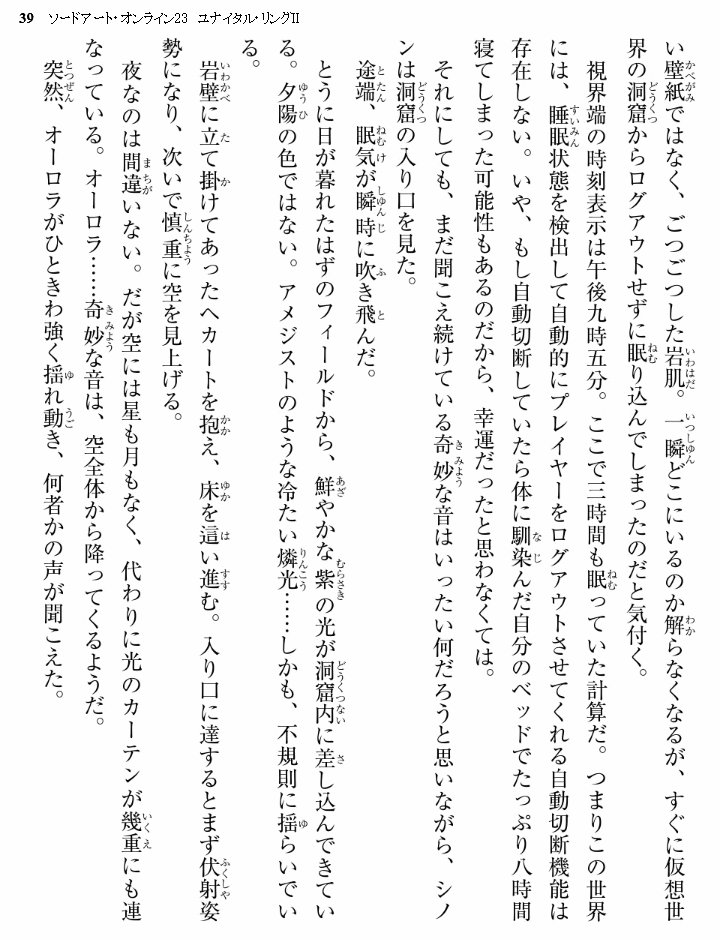 39 ソードアート・オンライン23 ユナイタル・リングII
い壁紙ではなく、ごつごつした岩肌。一瞬どこにいるのか解らなくなるが、すぐに仮想世
界の洞窟からログアウトせずに眠り込んでしまったのだと気付く。
視界端の時刻表示は午後九時五分。ここで三時間も眠っていた計算だ。つまりこの世界
には、睡眠状態を検出して自動的にプレイヤーをログアウトさせてくれる自動切断機能は
存在しない。いや、もし自動切断していたら体に馴染んだ自分のベッドでたっぷり八時間
寝てしまった可能性もあるのだから、幸運だったと思わなくては。
それにしても、まだ聞こえ続けている奇妙な音はいったい何だろうと思いながら、シノ
ンは洞窟の入り口を見た。
途端、眠気が瞬時に吹き飛んだ。
とうに日が暮れたはずのフィールドから、鮮やかな紫の光が洞窟内に差し込んできてい
る。夕陽の色ではない。アメジストのような冷たい燐光……しかも、不規則に揺らいでい
る。
岩壁に立て掛けてあったヘカートを抱え、床を這い進む。入り口に達するとまず伏射姿
勢になり、次いで慎重に空を見上げる。
夜なのは間違いない。だが空には星も月もなく、代わりに光のカーテンが幾重にも連
なっている。オーロラ……奇妙な音は、空全体から降ってくるようだ。
突然、オーロラがひときわ強く揺れ動き、何者かの声が聞こえた。